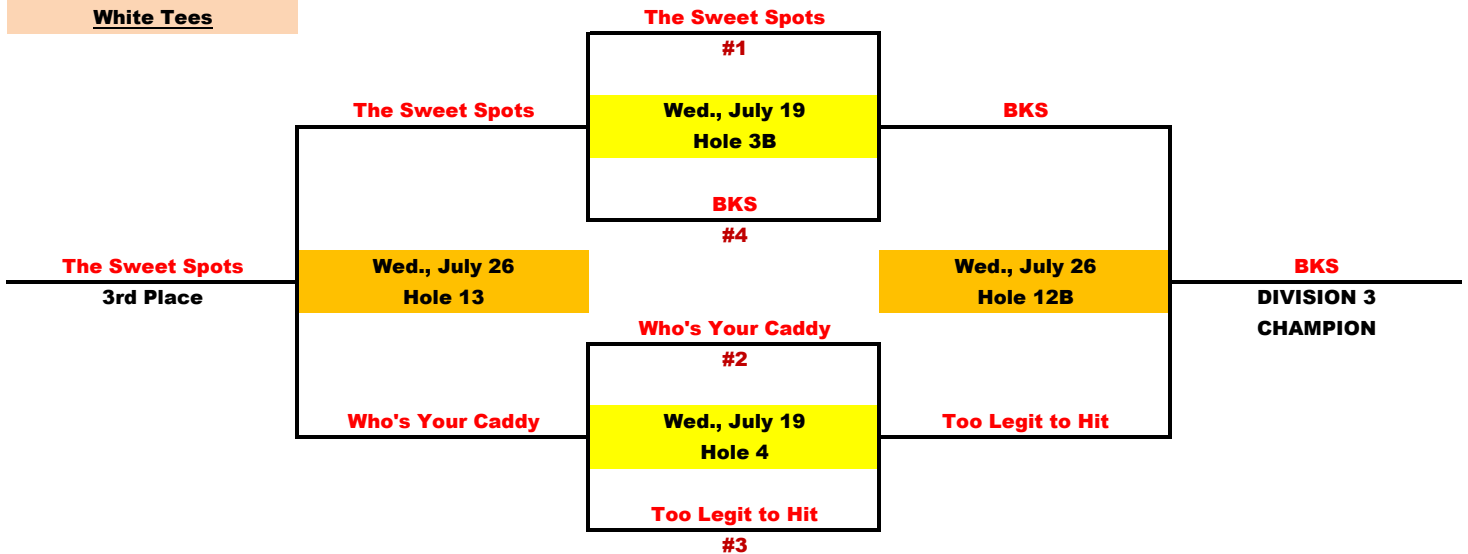 White Tees
The Sweet Spots
#1
The Sweet Spots
Wed., July 19
BKS
Hole 3B
BKS
#4
The Sweet Spots
Wed., July 26
Wed., July 26
BKS
3rd Place
Hole 13
Hole 12B
DIVISION 3
Who's Your Caddy
CHAMPION
#2
Who's Your Caddy
Wed., July 19
Too Legit to Hit
Hole 4
Too Legit to Hit
#3